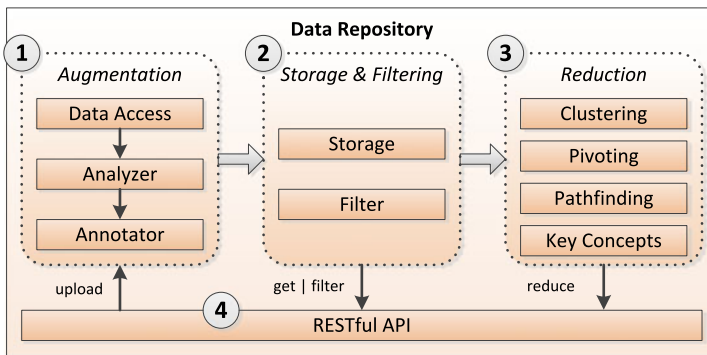 Data Repository
1
Augmentation
Data Access
Analyzer
Annotator
2
Storage & Filtering
Storage
Filter
3
Reduction
Clustering
Pivoting
Pathfinding
Key Concepts
upload
get | filter
reduce
4
RESTful API